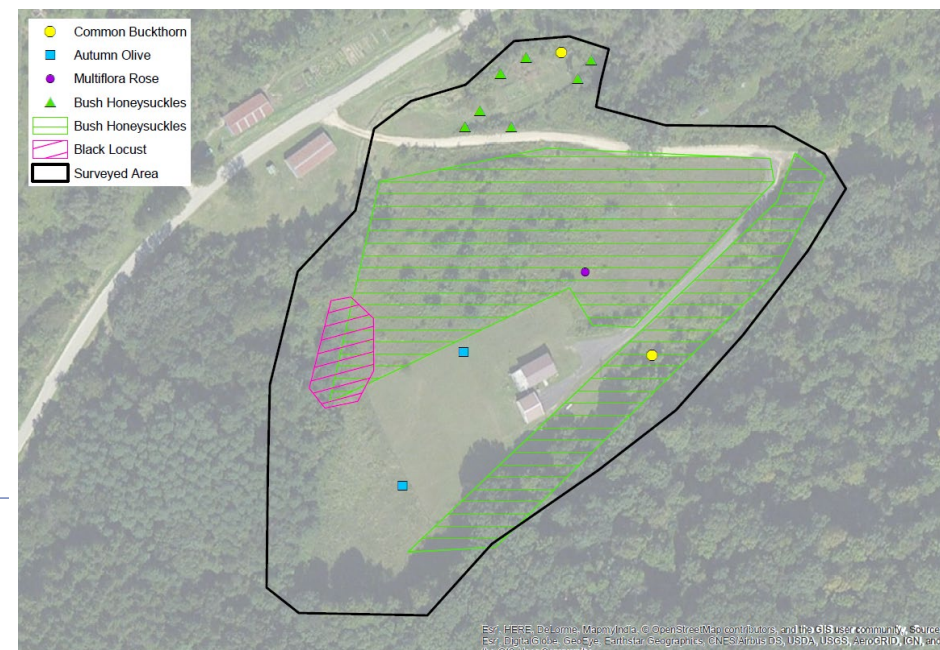 Common Buckthorn
Autumn Olive
Multiflora Rose
Bush Honeysuckles
Bush Honeysuckles
Black Locust
Surveyed Area
Esri, HERE, DeLorme, MapmyIndia, © OpenStreetMap contributors, and the GIS user community, Source:
Esri, DigitalGlobe, GeoEye, Earthstar Geographics, CNES/Airbus DS, USDA, USGS, AeroGRID, IGN, and